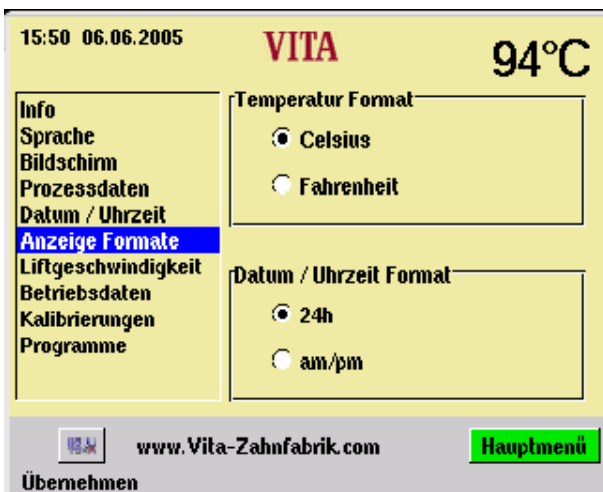 15:50 06.06.2005
VITA
94°C
Info
Sprache
Bildschirm
Prozessdaten
Datum / Uhrzeit
Anzeige Formate
Liftgeschwindigkeit
Betriebsdaten
Kalibrierungen
Programme
Temperatur Format
Celsius
Fahrenheit
Datum / Uhrzeit Format
24h
am/pm
www.Vita-Zahnfabrik.com
Hauptmenü
Übernehmen